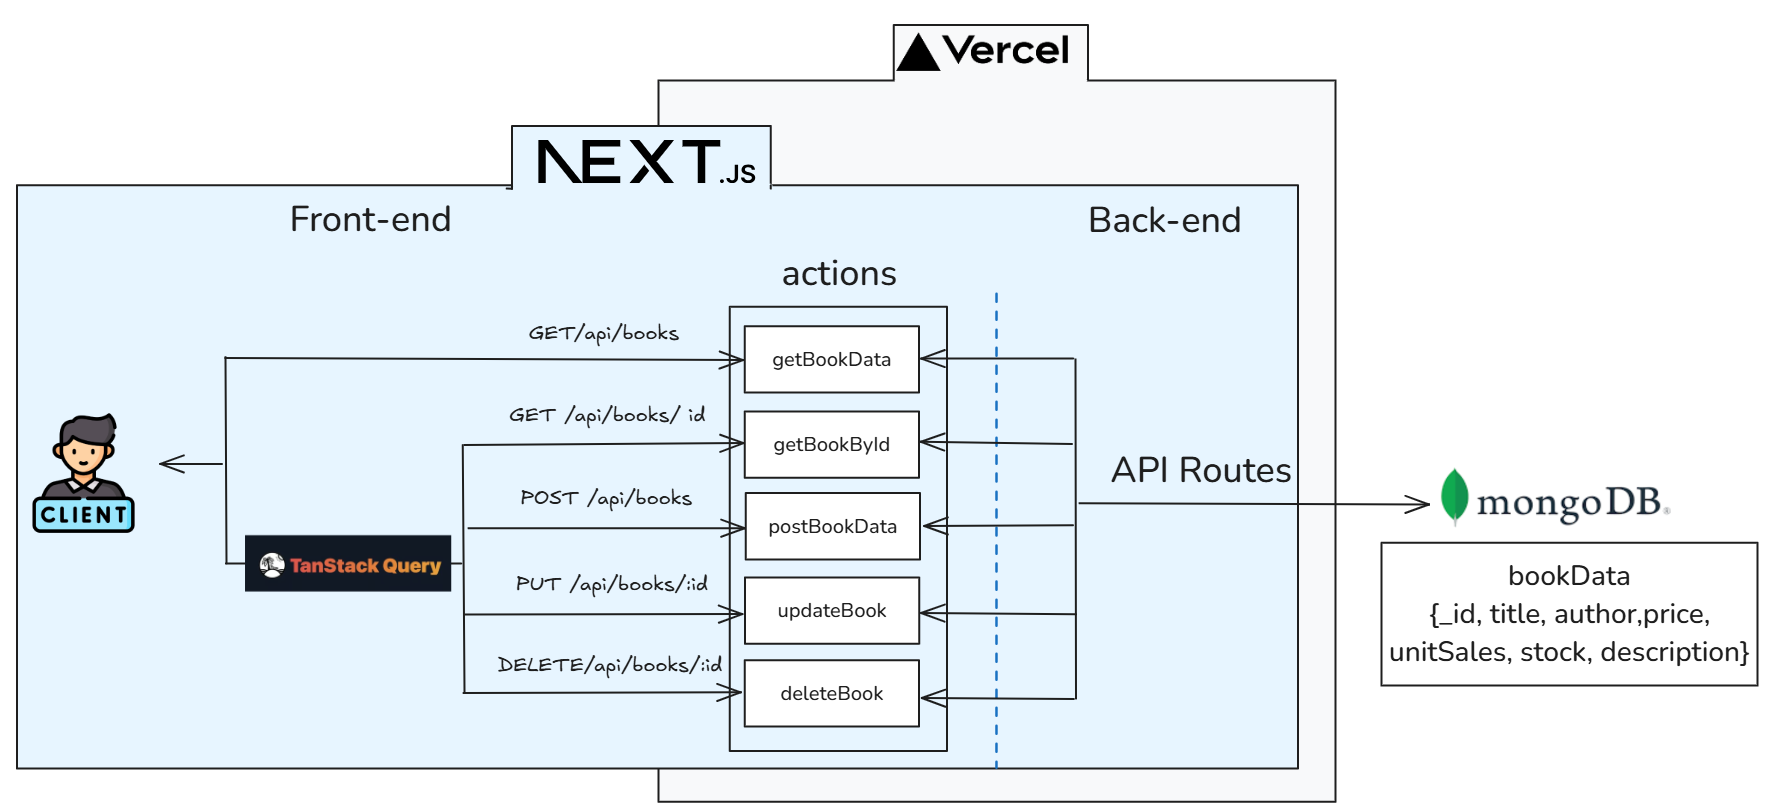 Vercel
NEXT.JS
Front-end
Back-end
actions
GET/api/books
getBookData
GET /api/books/ id
getBookById
API Routes
POST /api/books
postBookData
mongoDB®
CLIENT
TanStack Query
PUT /api/books/:id
updateBook
DELETE/api/books/:id
deleteBook
bookData
{_id, title, author,price,
unitSales, stock, description}